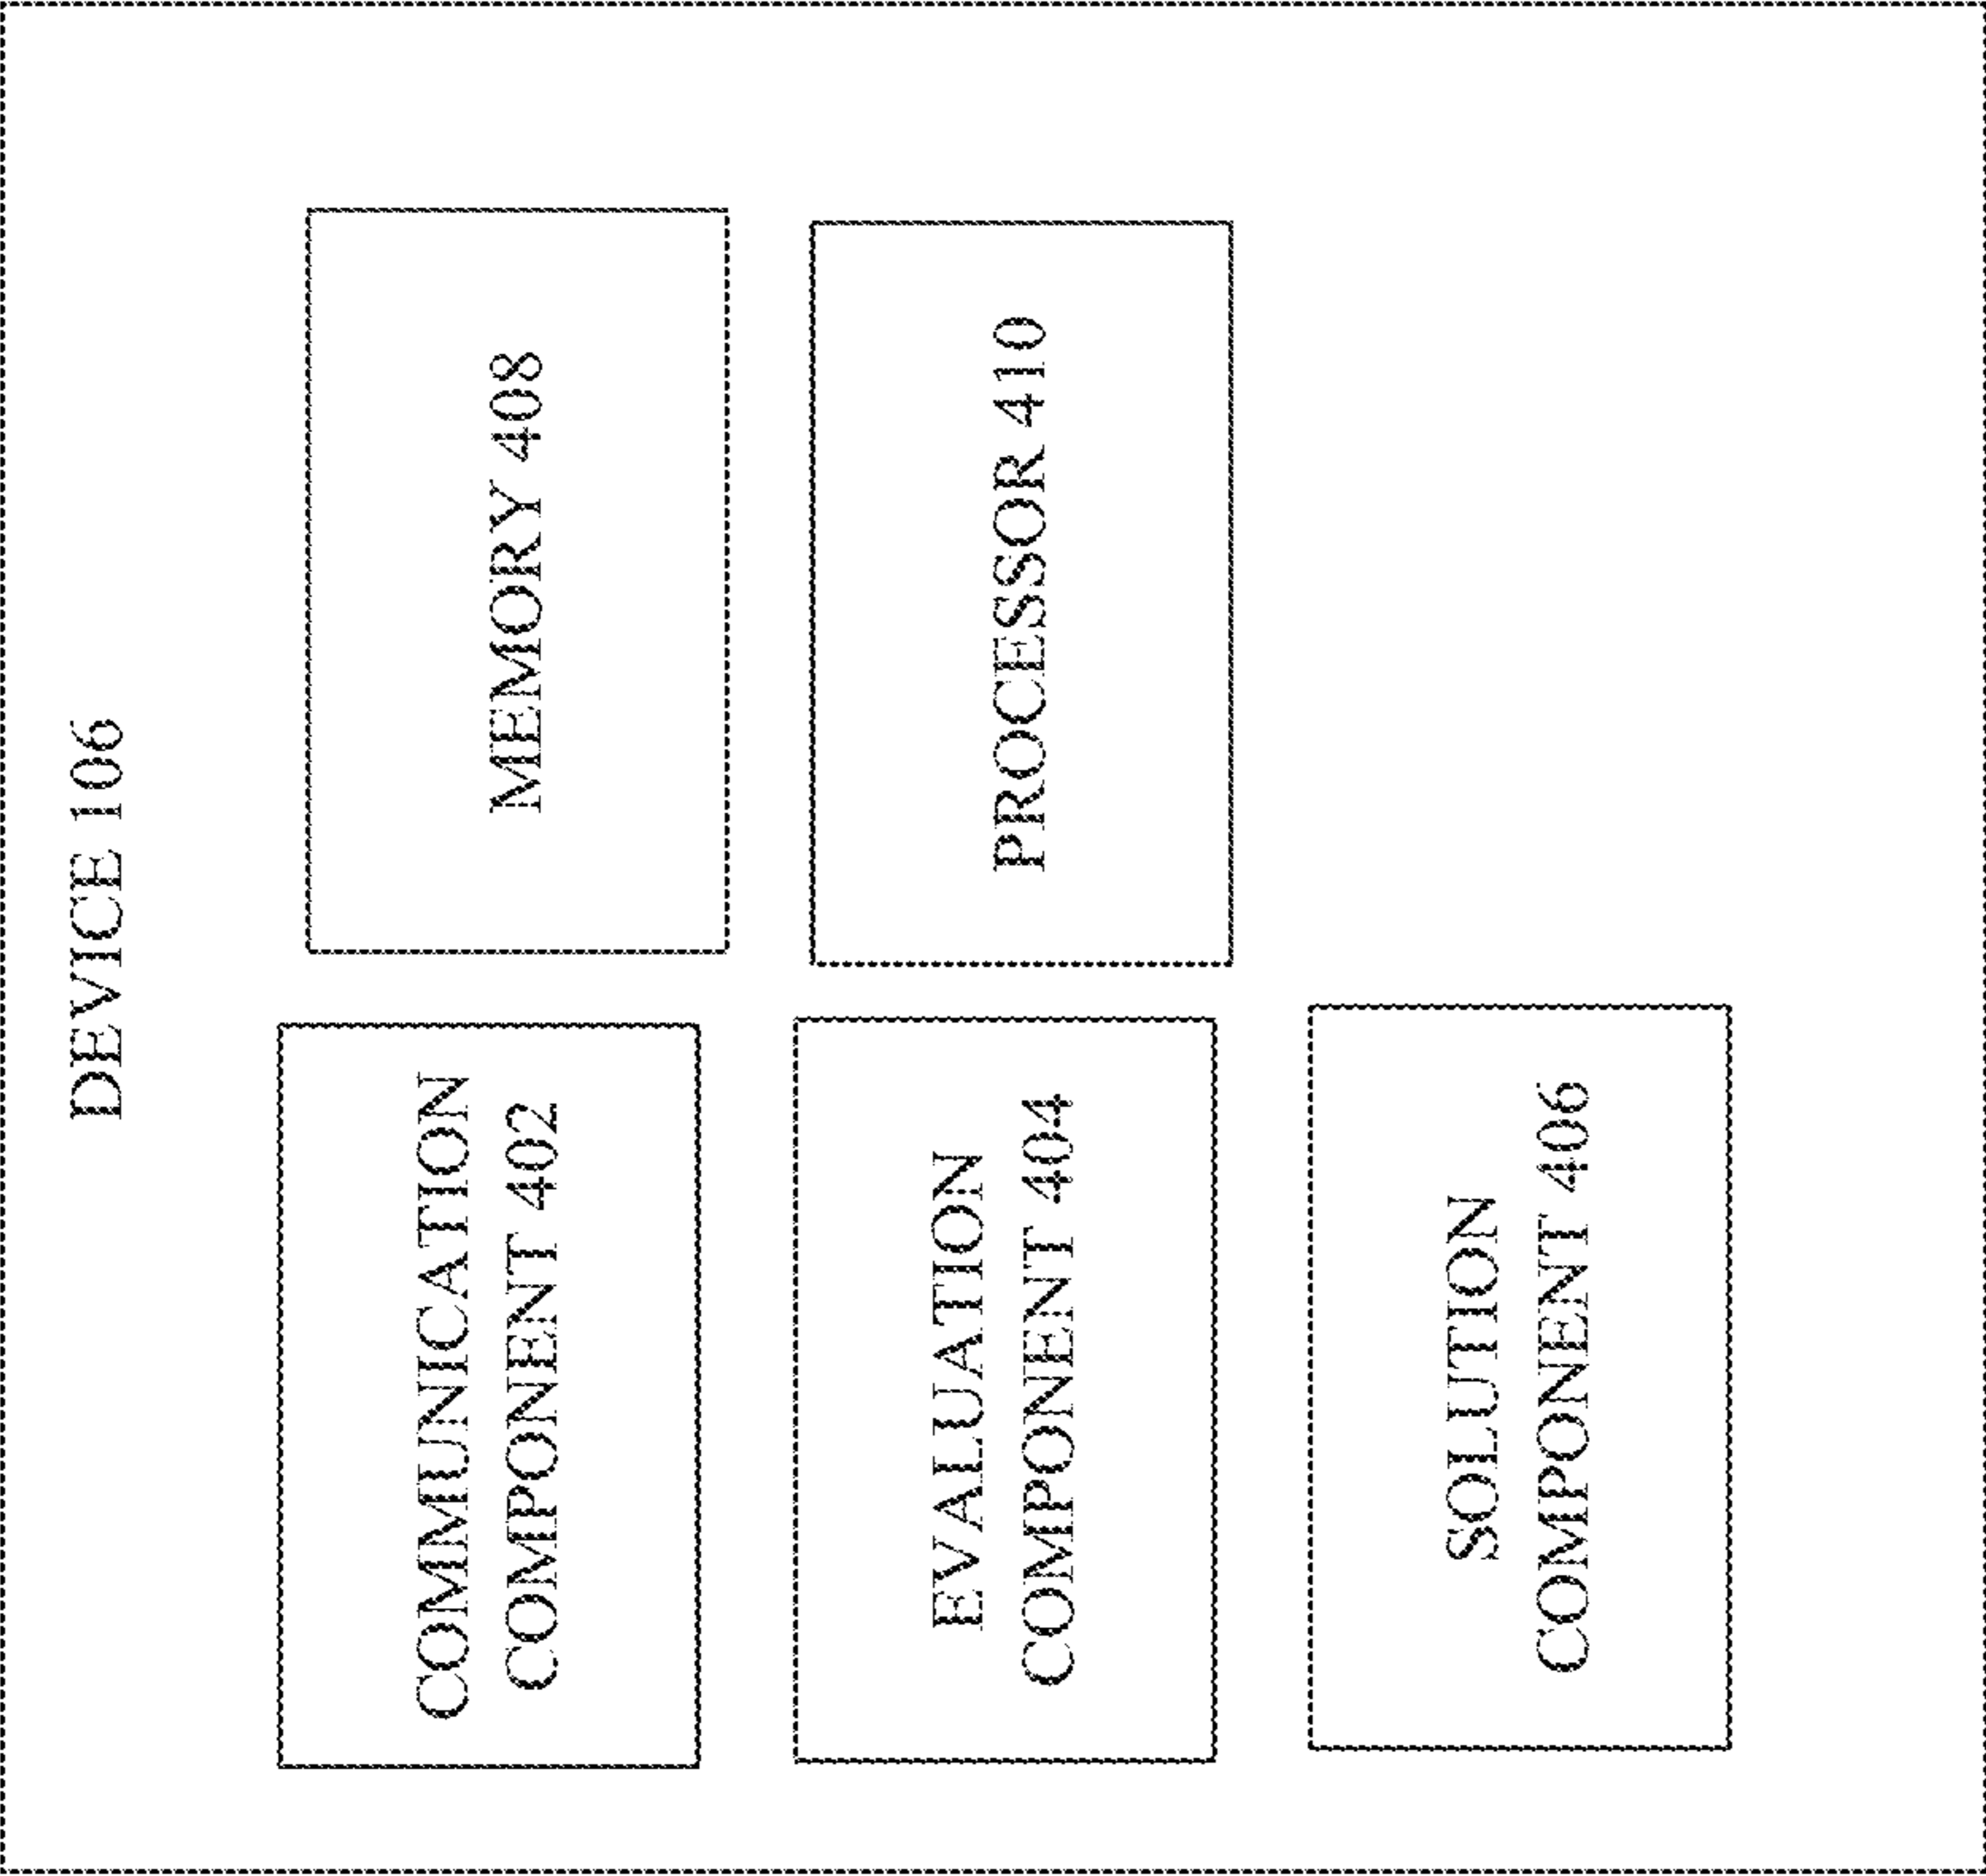 DEVICE 106
COMMUNICATION
COMPONENT 402
MEMORY 408
EVALUATION
COMPONENT 404
PROCESSOR 410
SOLUTION
COMPONENT 406